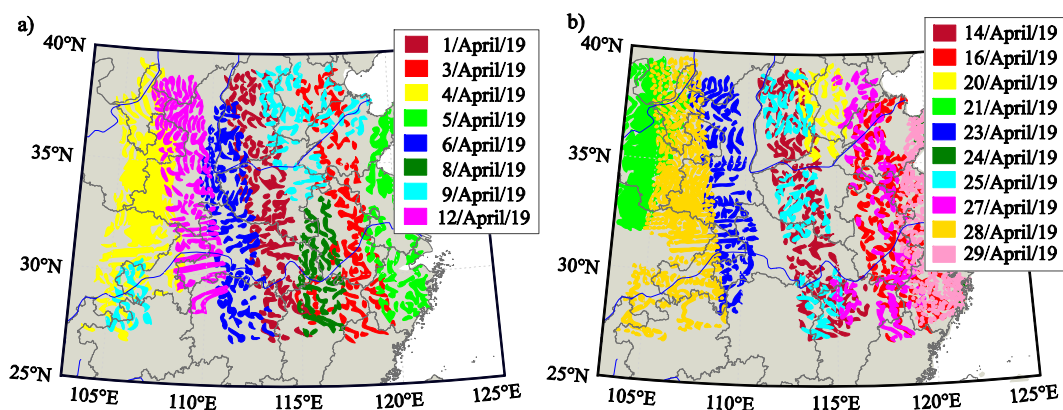 a)
40°N
35°N
30°N
25°N
105°E
110°E
115°E
120°E
125°E
1/April/19
3/April/19
4/April/19
5/April/19
6/April/19
8/April/19
9/April/19
12/April/19
b)
40°N
35°N
30°N
25°N
105°E
110°E
115°E
120°E
125°E
14/April/19
16/April/19
20/April/19
21/April/19
23/April/19
24/April/19
25/April/19
27/April/19
28/April/19
29/April/19